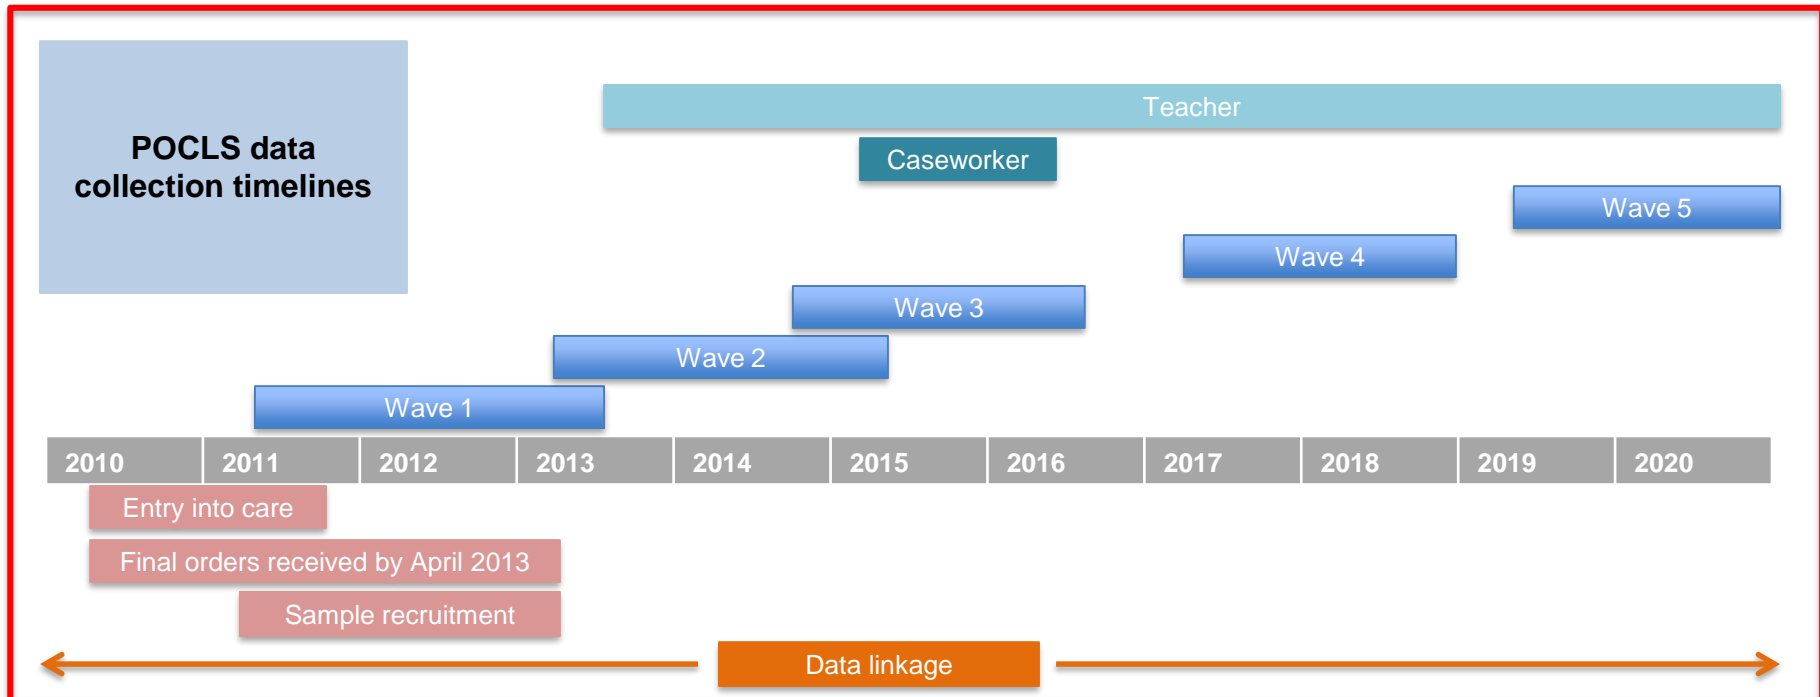 POCLS data
collection timelines
Teacher
Caseworker
Wave 5
Wave 4
Wave 3
Wave 2
Wave 1
2010 2011 2012 2013 2014 2015 2016 2017 2018 2019 2020
Entry into care
Final orders received by April 2013
Sample recruitment
Data linkage